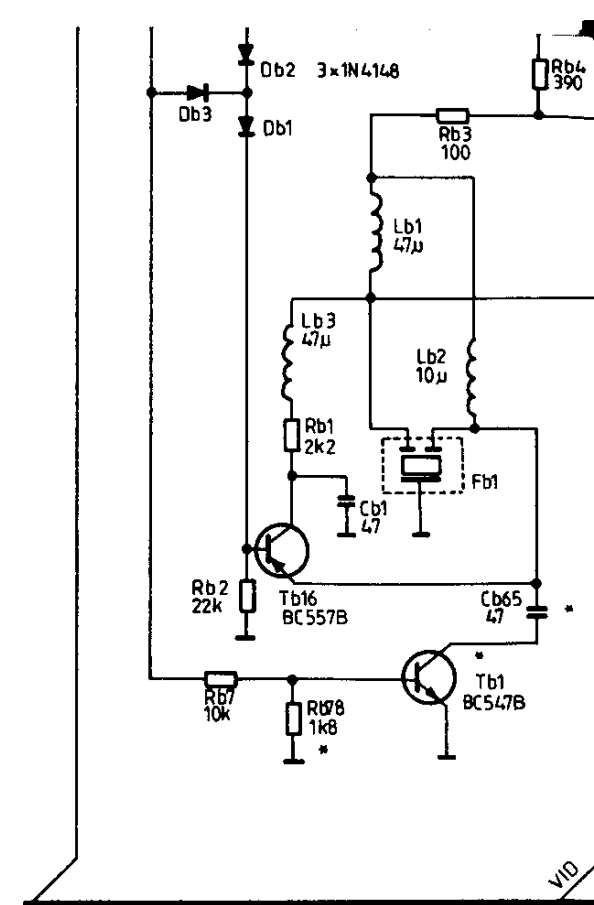 Db2 3x1N4148
Rb4
390
Db3
Db1
Rb3
100
Lb1
47µ
Lb3
47µ
Lb2
10µ
Rb1
2k2
Fb1
Cb1
47
Rb2
22k
Tb16
BC557B
Cb65
47
*
*
Tb1
BC547B
Rb7
10k
Rb78
1k8
*
VID